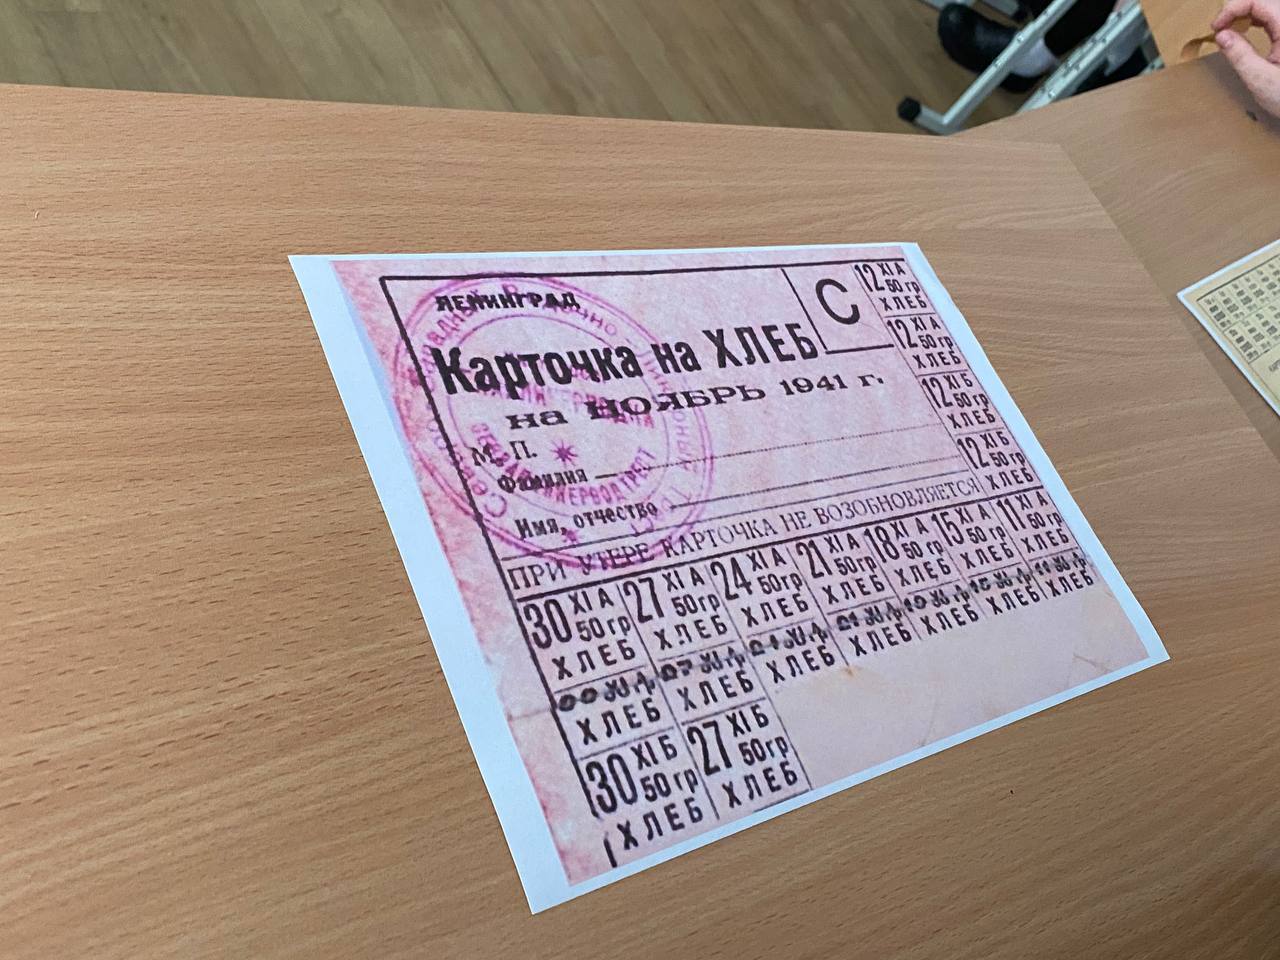 ЛЕНИНГРАД
С
Карточка на ХЛЕБ
на НОЯБРЬ 1941 г.
М. П.
Фамилия
Имя, отчество
ПРИ УТЕРЕ КАРТОЧКА НЕ ВОЗОБНОВЛЯЕТСЯ
12 XI А 50 гр ХЛЕБ
12 XI А 50 гр ХЛЕБ
12 XI Б 50 гр ХЛЕБ
12 XI Б 50 гр ХЛЕБ
30 XI А 50 гр ХЛЕБ
27 XI А 50 гр ХЛЕБ
24 XI А 50 гр ХЛЕБ
21 XI А 50 гр ХЛЕБ
18 XI А 50 гр ХЛЕБ
15 XI А 50 гр ХЛЕБ
11 XI А 50 гр ХЛЕБ
ХЛЕБ ХЛЕБ ХЛЕБ ХЛЕБ ХЛЕБ ХЛЕБ ХЛЕБ
30 XI Б 50 гр ХЛЕБ
27 XI Б 50 гр ХЛЕБ